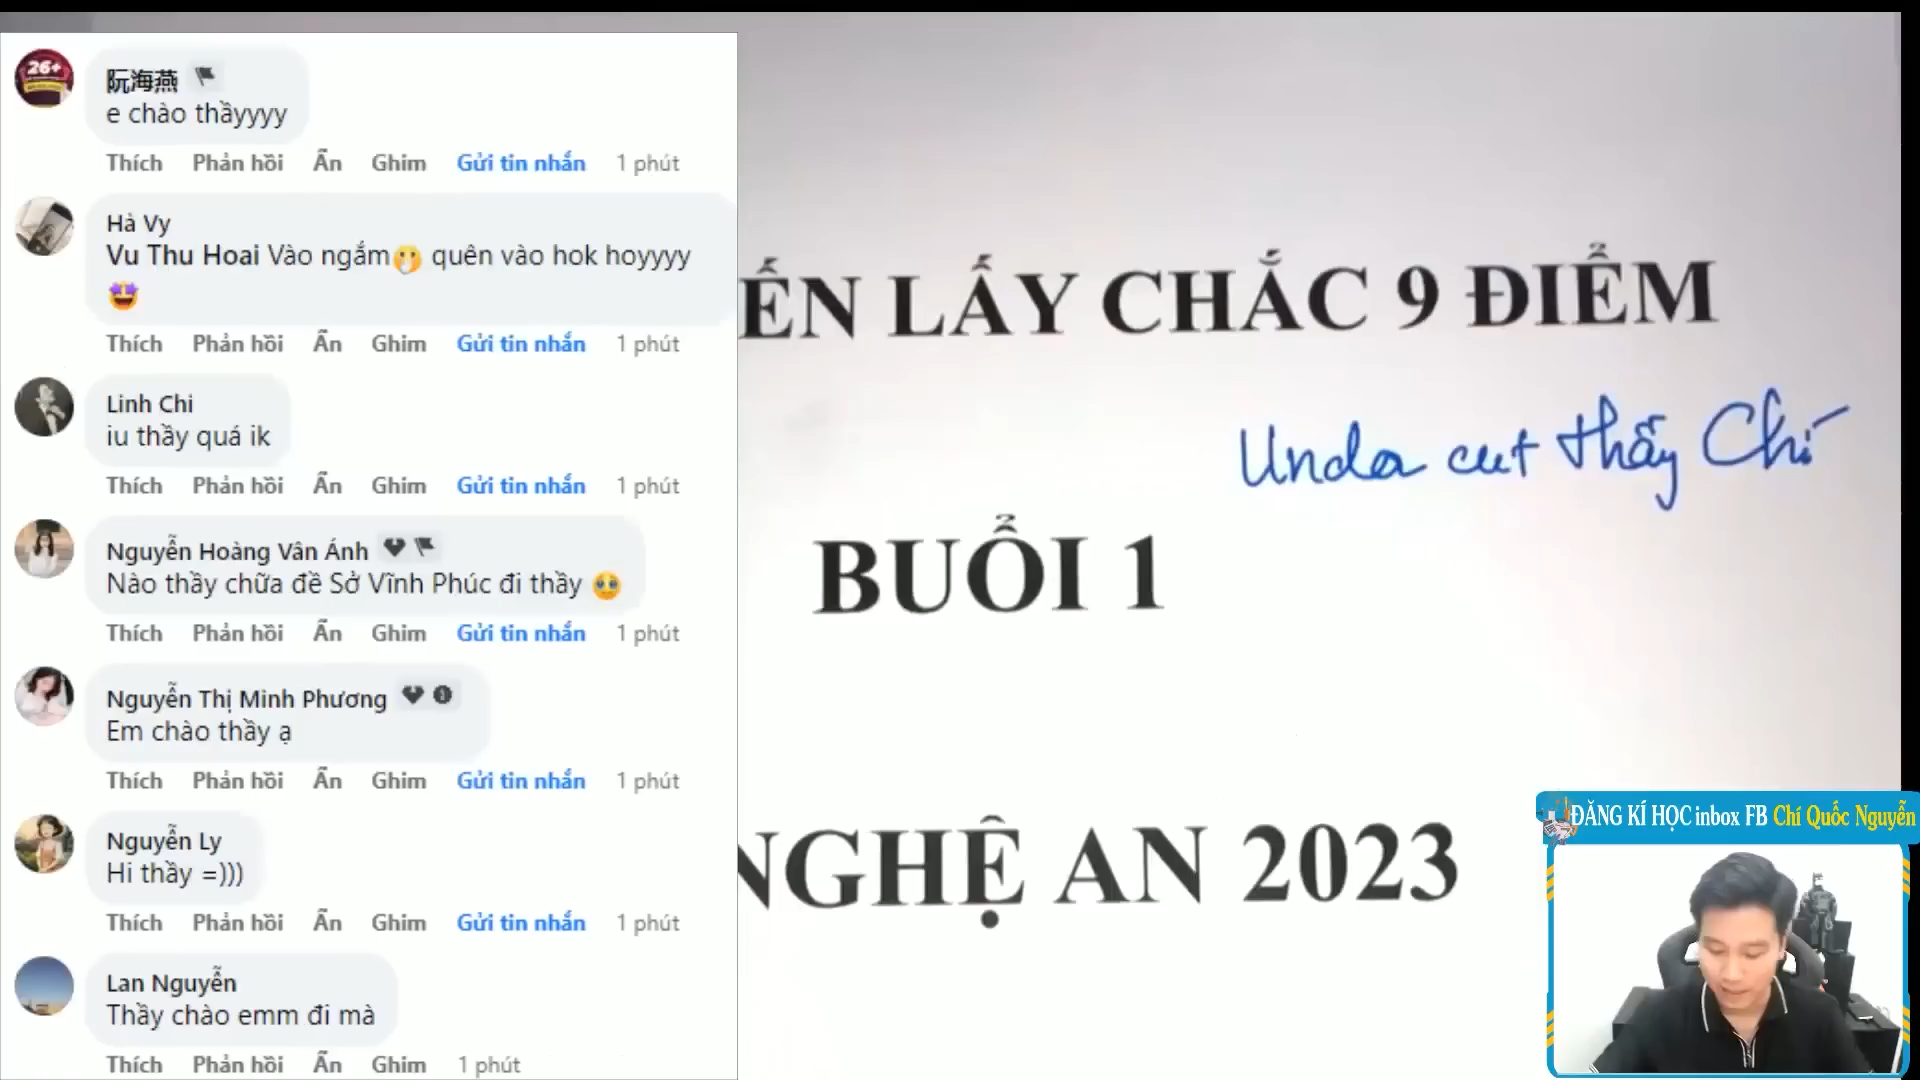 26+
阮海燕
e chào thầyyyy
Thích Phản hồi Ẩn Ghim Gửi tin nhắn 1 phút
Hà Vy
Vu Thu Hoai Vào ngắm🤭 quên vào hok hoyyyy
🤩
Thích Phản hồi Ẩn Ghim Gửi tin nhắn 1 phút
Linh Chi
iu thầy quá ik
Thích Phản hồi Ẩn Ghim Gửi tin nhắn 1 phút
Nguyễn Hoàng Vân Ánh
Nào thầy chữa đề Sở Vĩnh Phúc đi thầy 🥹
Thích Phản hồi Ẩn Ghim Gửi tin nhắn 1 phút
Nguyễn Thị Minh Phương
Em chào thầy ạ
Thích Phản hồi Ẩn Ghim Gửi tin nhắn 1 phút
Nguyễn Ly
Hi thầy =)))
Thích Phản hồi Ẩn Ghim Gửi tin nhắn 1 phút
Lan Nguyễn
Thầy chào emm đi mà
Thích Phản hồi Ẩn Ghim 1 phút
ẾN LẤY CHẮC 9 ĐIỂM
Under cut thầy Chí
BUỔI 1
NGHỆ AN 2023
ĐĂNG KÍ HỌC inbox FB Chí Quốc Nguyễn